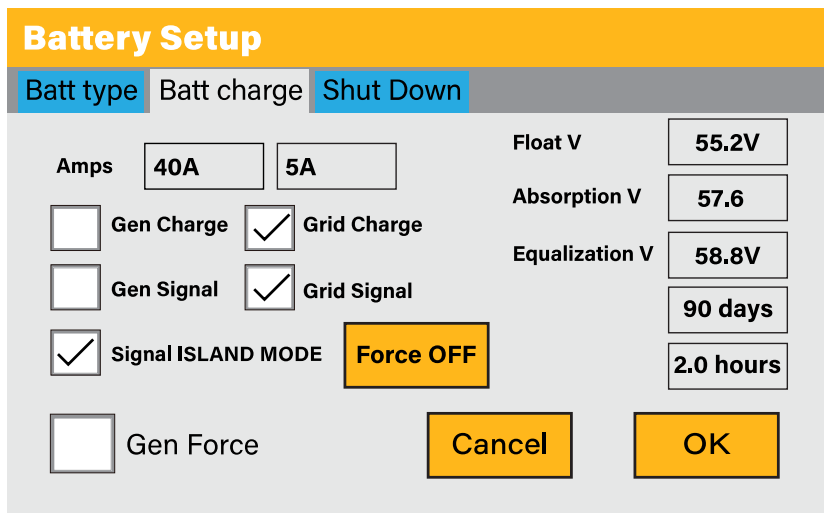 Battery Setup
Batt type Batt charge Shut Down
Amps 40A 5A
Float V 55.2V
Absorption V 57.6
Gen Charge Grid Charge
Equalization V 58.8V
Gen Signal Grid Signal
90 days
Signal ISLAND MODE Force OFF
2.0 hours
Gen Force Cancel OK